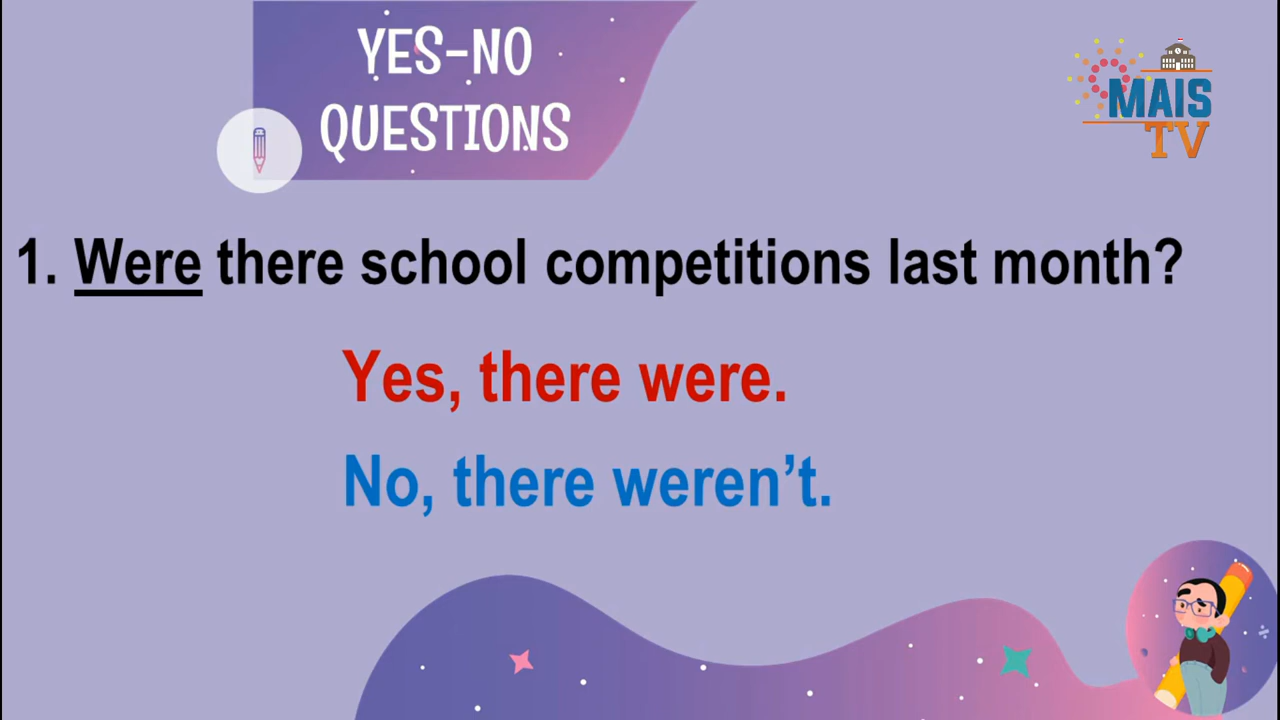 YES-NO
QUESTIONS
MAIS
TV
1. Were there school competitions last month?
Yes, there were.
No, there weren’t.